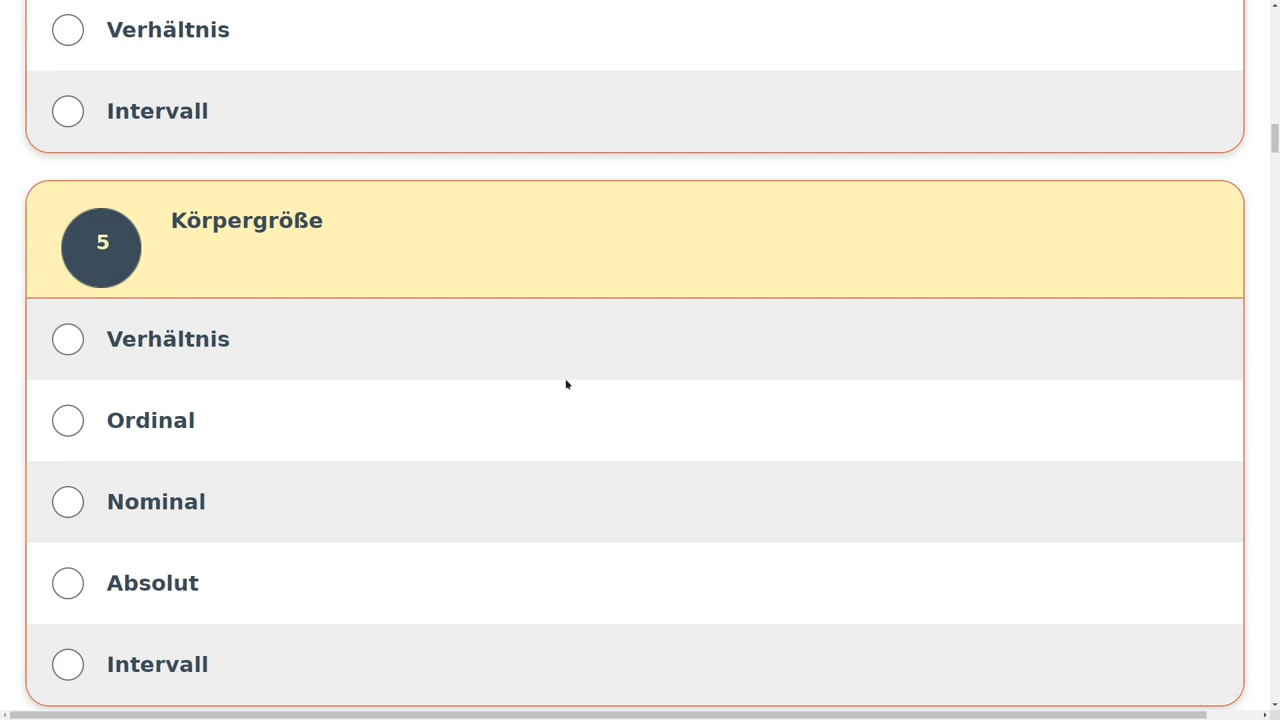 Verhältnis
Intervall
5
Körpergröße
Verhältnis
Ordinal
Nominal
Absolut
Intervall